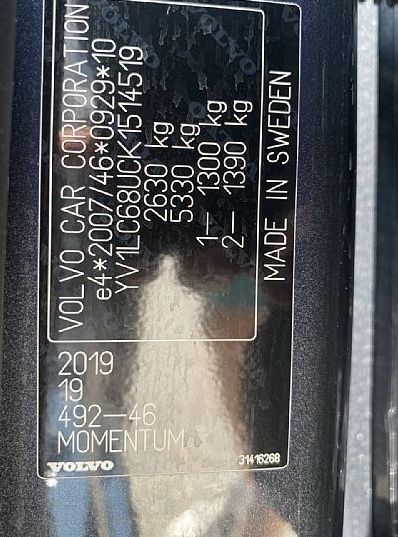 VOLVO CAR CORPORATION
e4*2007/46*0929*10
YV1LC68UCK1514519
2630 kg
5330 kg
1— 1300 kg
2— 1390 kg
MADE IN SWEDEN
2019
19
492—46
MOMENTUM
VOLVO
31416268